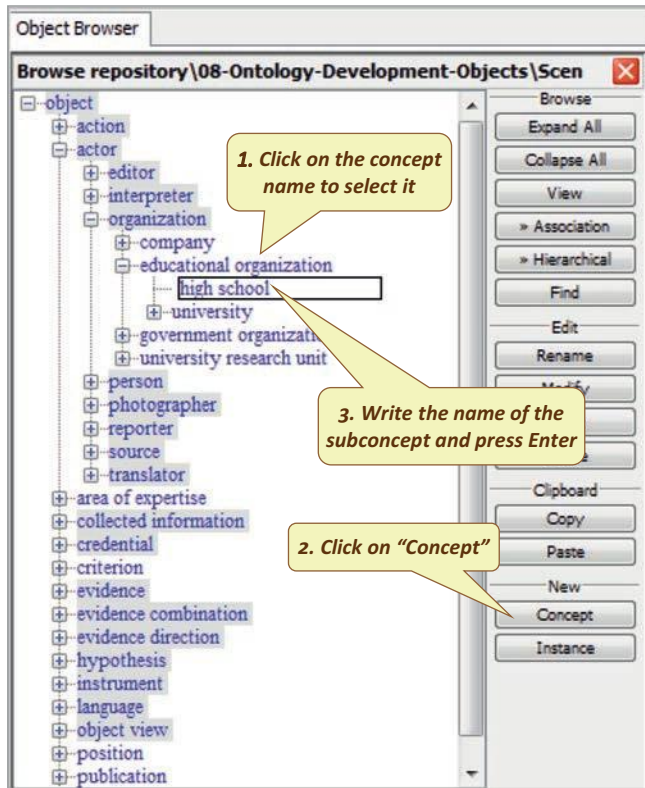 Object Browser
Browse repository\08-Ontology-Development-Objects\Scen
object
action
actor
editor
interpreter
organization
company
educational organization
high school
university
government organizatio
university research unit
person
photographer
reporter
source
translator
area of expertise
collected information
credential
criterion
evidence
evidence combination
evidence direction
hypothesis
instrument
language
object view
position
publication
1. Click on the concept
name to select it
3. Write the name of the
subconcept and press Enter
2. Click on “Concept”
Browse
Expand All
Collapse All
View
» Association
» Hierarchical
Find
Edit
Rename
Clipboard
Copy
Paste
New
Concept
Instance